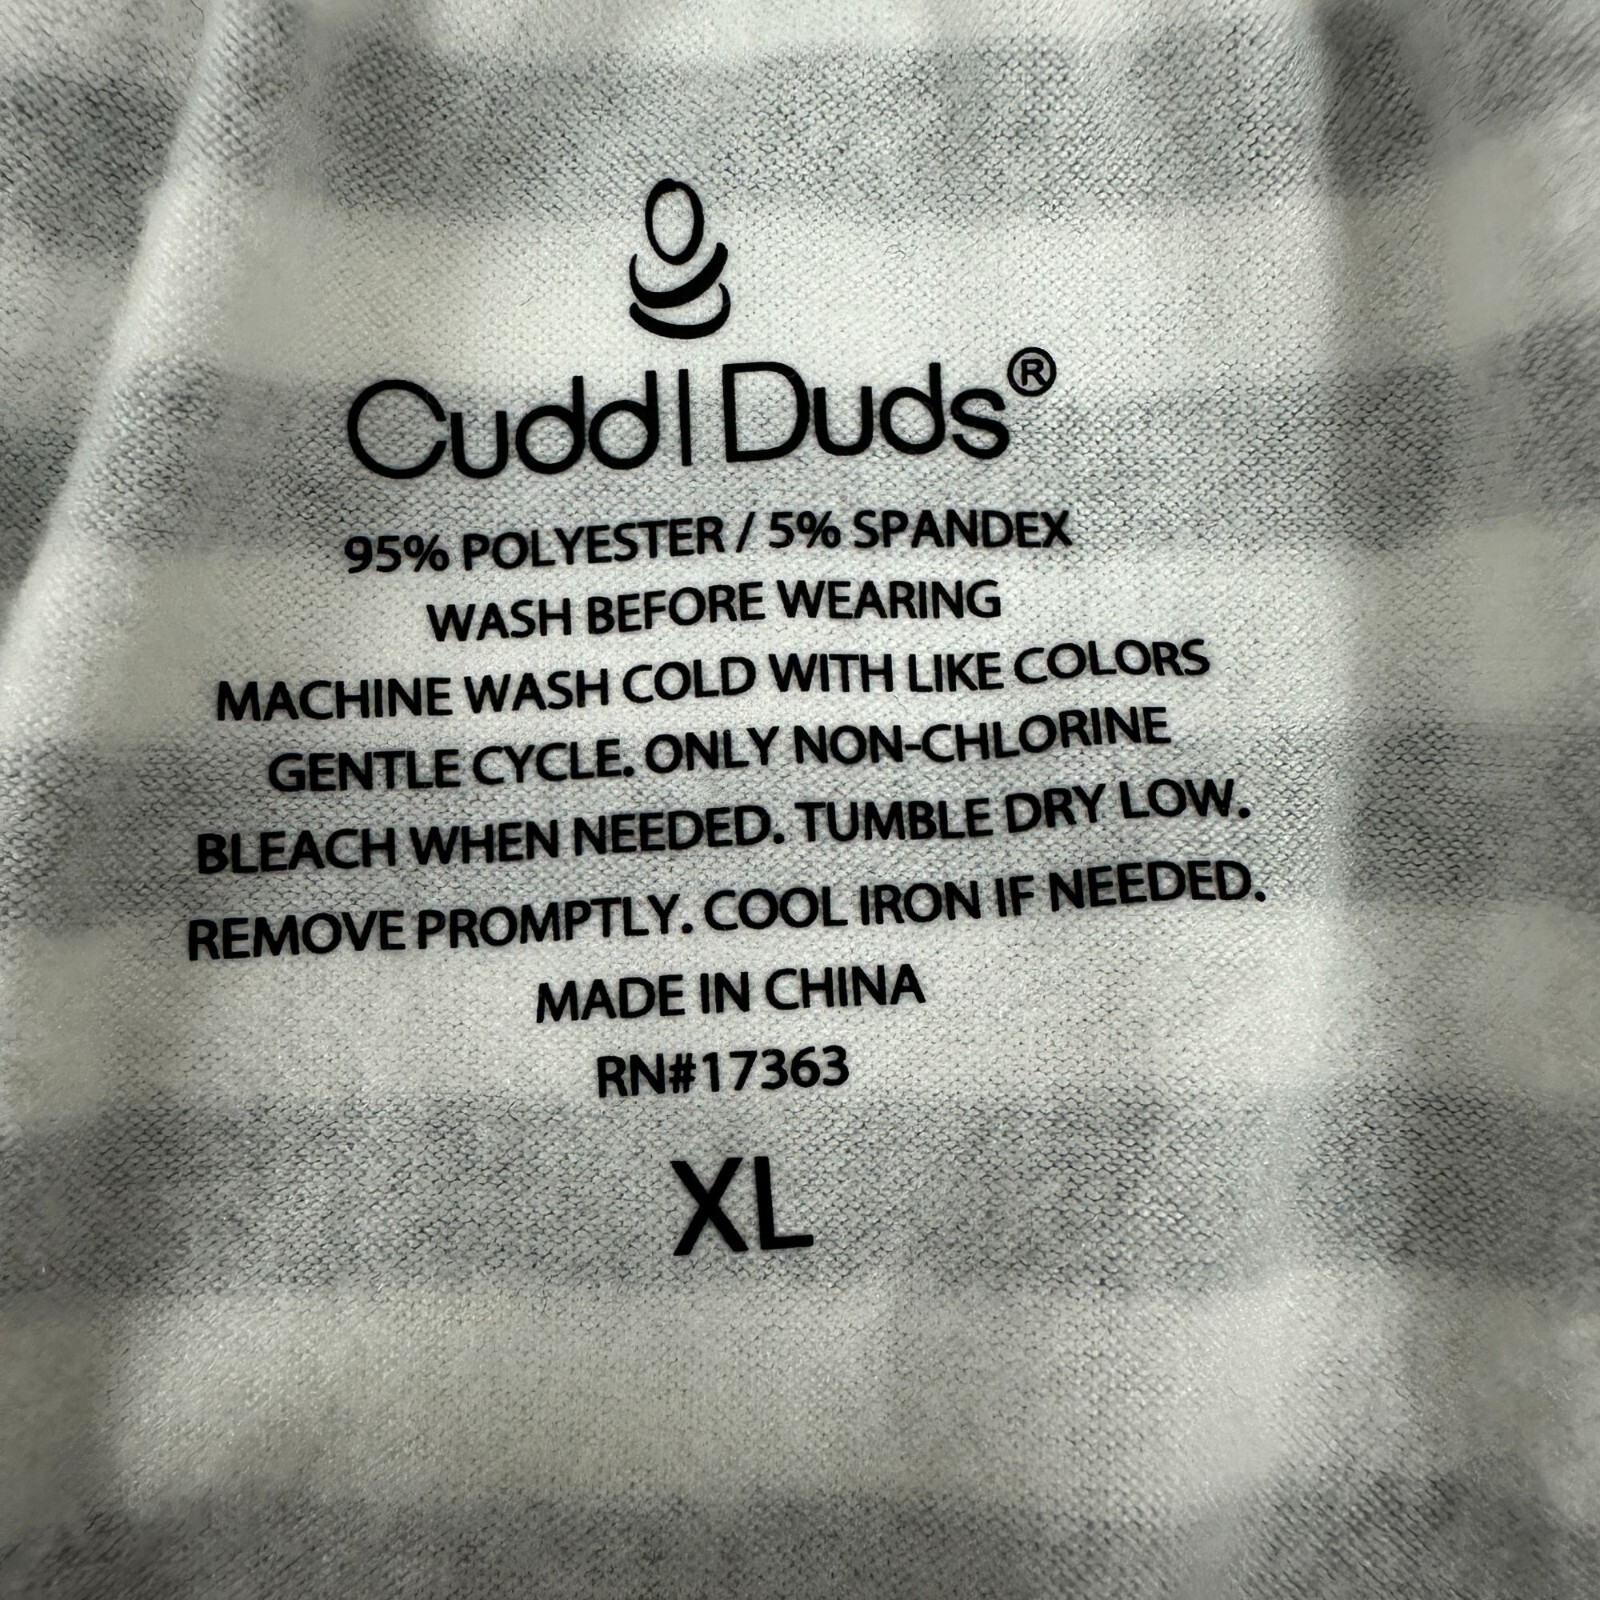 Cuddl Duds®
95% POLYESTER / 5% SPANDEX
WASH BEFORE WEARING
MACHINE WASH COLD WITH LIKE COLORS
GENTLE CYCLE. ONLY NON-CHLORINE
BLEACH WHEN NEEDED. TUMBLE DRY LOW.
REMOVE PROMPTLY. COOL IRON IF NEEDED.
MADE IN CHINA
RN#17363
XL